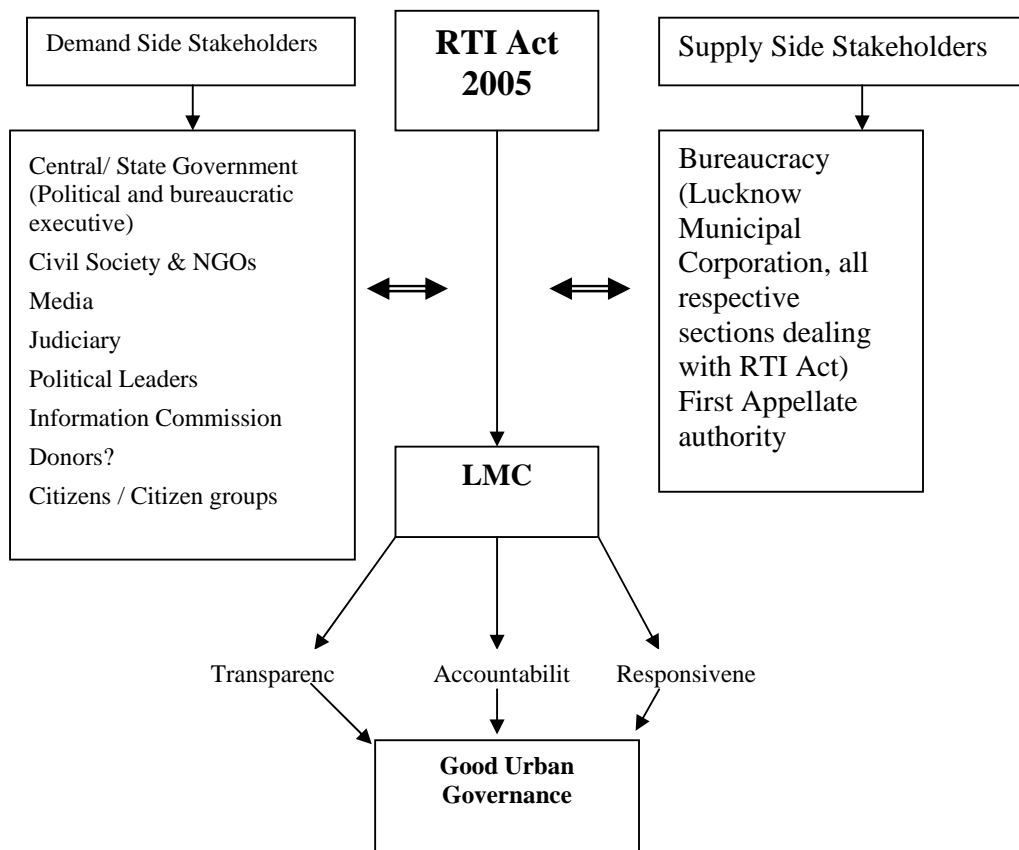 Demand Side Stakeholders
RTI Act
2005
Supply Side Stakeholders
Central/ State Government
(Political and bureaucratic
executive)
Civil Society & NGOs
Media
Judiciary
Political Leaders
Information Commission
Donors?
Citizens / Citizen groups
Bureaucracy
(Lucknow
Municipal
Corporation, all
respective
sections dealing
with RTI Act)
First Appellate
authority
LMC
Transparenc
Accountabilit
Responsivene
Good Urban
Governance